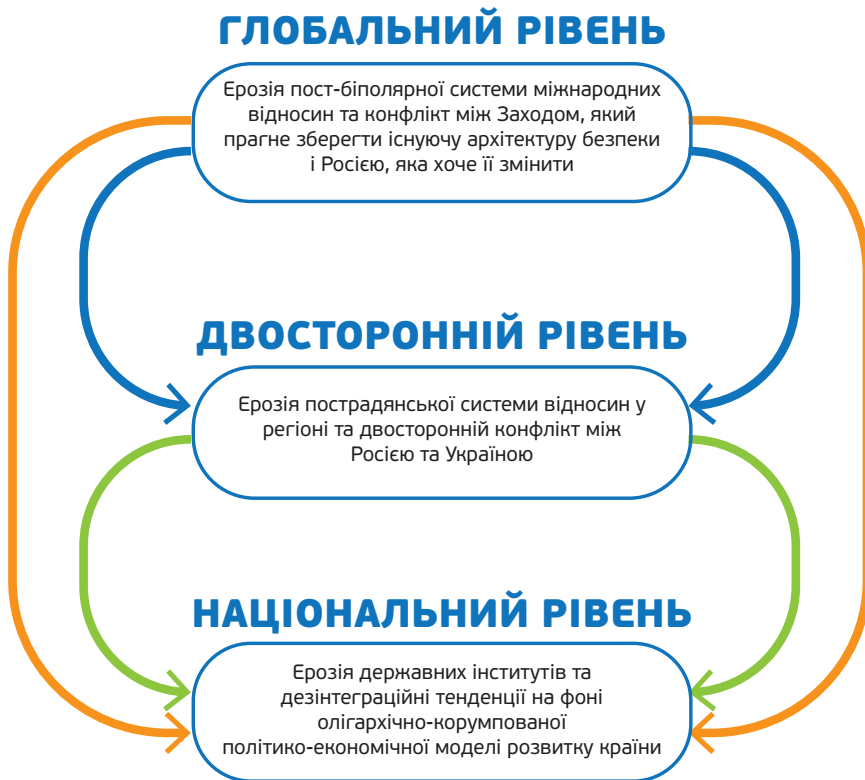 ГЛОБАЛЬНИЙ РІВЕНЬ
Ерозія пост-біполярної системи міжнародних
відносин та конфлікт між Заходом, який
прагне зберегти існуючу архітектуру безпеки
і Росією, яка хоче її змінити
ДВОСТОРОННІЙ РІВЕНЬ
Ерозія пострадянської системи відносин у
регіоні та двосторонній конфлікт між
Росією та Україною
НАЦІОНАЛЬНИЙ РІВЕНЬ
Ерозія державних інститутів та
дезінтеграційні тенденції на фоні
олігархічно-корумпованої
політико-економічної моделі розвитку країни